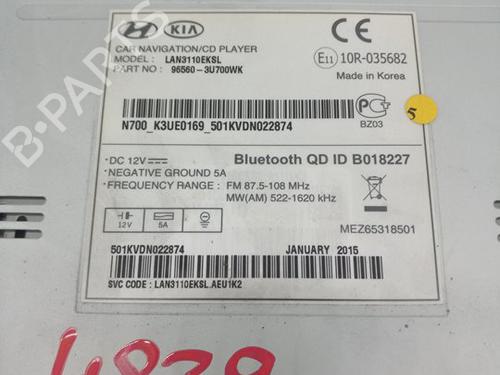 HYUNDAI KIA
CAR NAVIGATION/CD PLAYER
MODEL : LAN3110EKSL
PART NO : 96560-3U700WK
E11 10R-035682
Made in Korea
N700_K3UE0169_501KVDN022874
BZ03
5
DC 12V
NEGATIVE GROUND 5A
FREQUENCY RANGE : FM 87.5-108 MHz
MW(AM) 522-1620 kHz
Bluetooth QD ID B018227
12V 5A
MEZ65318501
501KVDN022874
JANUARY 2015
SVC CODE : LAN3110EKSL.AEU1K2
B-PARTS